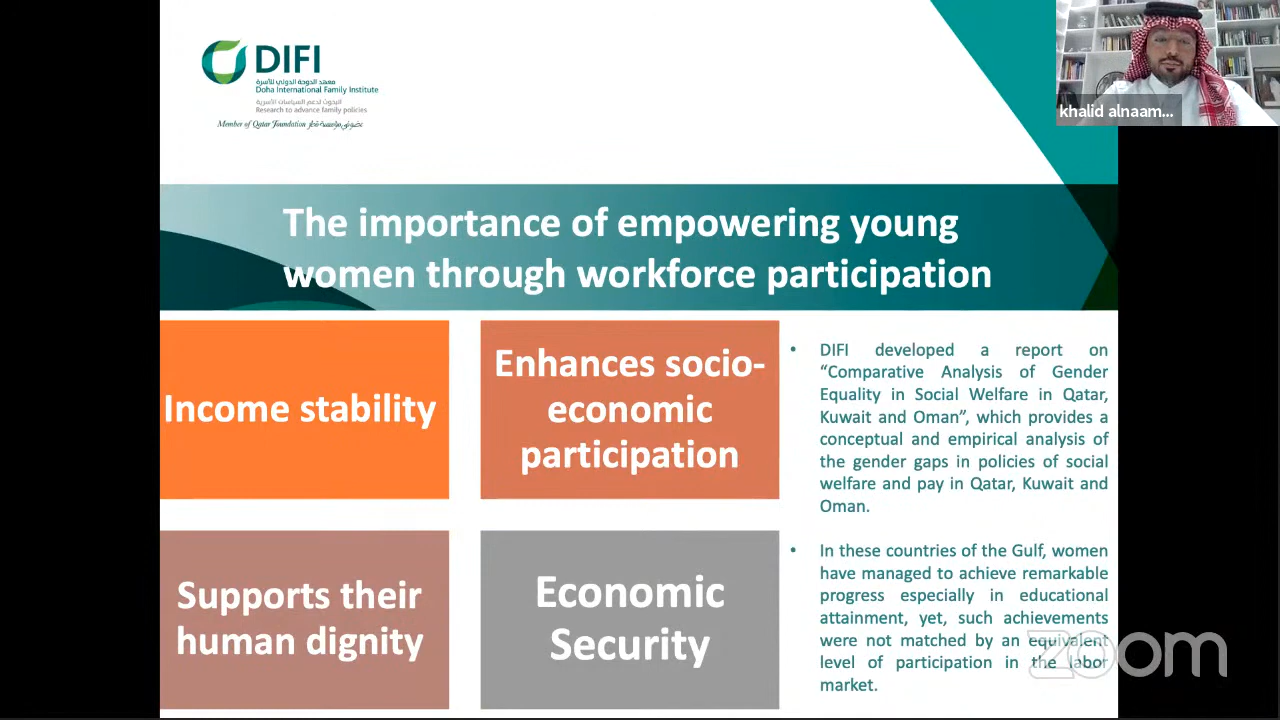 DIFI
معهد الدوحة الدولي للأسرة
Doha International Family Institute
البحوث لدعم السياسات الأسرية
Research to advance family policies
Member of Qatar Foundation عضو في مؤسسة قطر
khalid alnaam...
The importance of empowering young
women through workforce participation
Income stability
Enhances socio-
economic
participation
Supports their
human dignity
Economic
Security
• DIFI developed a report on
“Comparative Analysis of Gender
Equality in Social Welfare in Qatar,
Kuwait and Oman”, which provides a
conceptual and empirical analysis of
the gender gaps in policies of social
welfare and pay in Qatar, Kuwait and
Oman.
• In these countries of the Gulf, women
have managed to achieve remarkable
progress especially in educational
attainment, yet, such achievements
were not matched by an equivalent
level of participation in the labor
market.
zoom